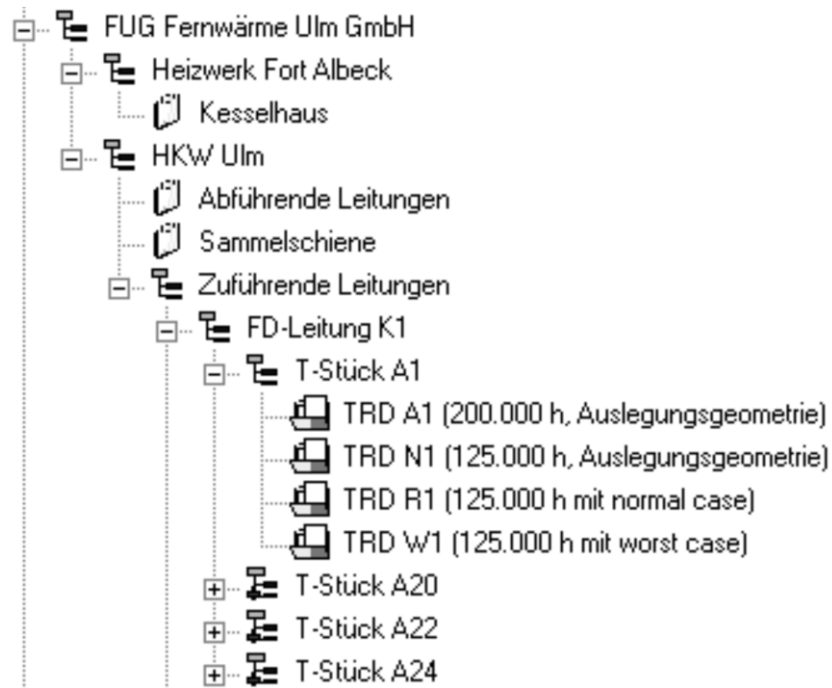 FUG Fernwärme Ulm GmbH
Heizwerk Fort Albeck
Kesselhaus
HKW Ulm
Abführende Leitungen
Sammelschiene
Zuführende Leitungen
FD-Leitung K1
T-Stück A1
TRD A1 (200.000 h, Auslegungsgeometrie)
TRD N1 (125.000 h, Auslegungsgeometrie)
TRD R1 (125.000 h mit normal case)
TRD W1 (125.000 h mit worst case)
T-Stück A20
T-Stück A22
T-Stück A24